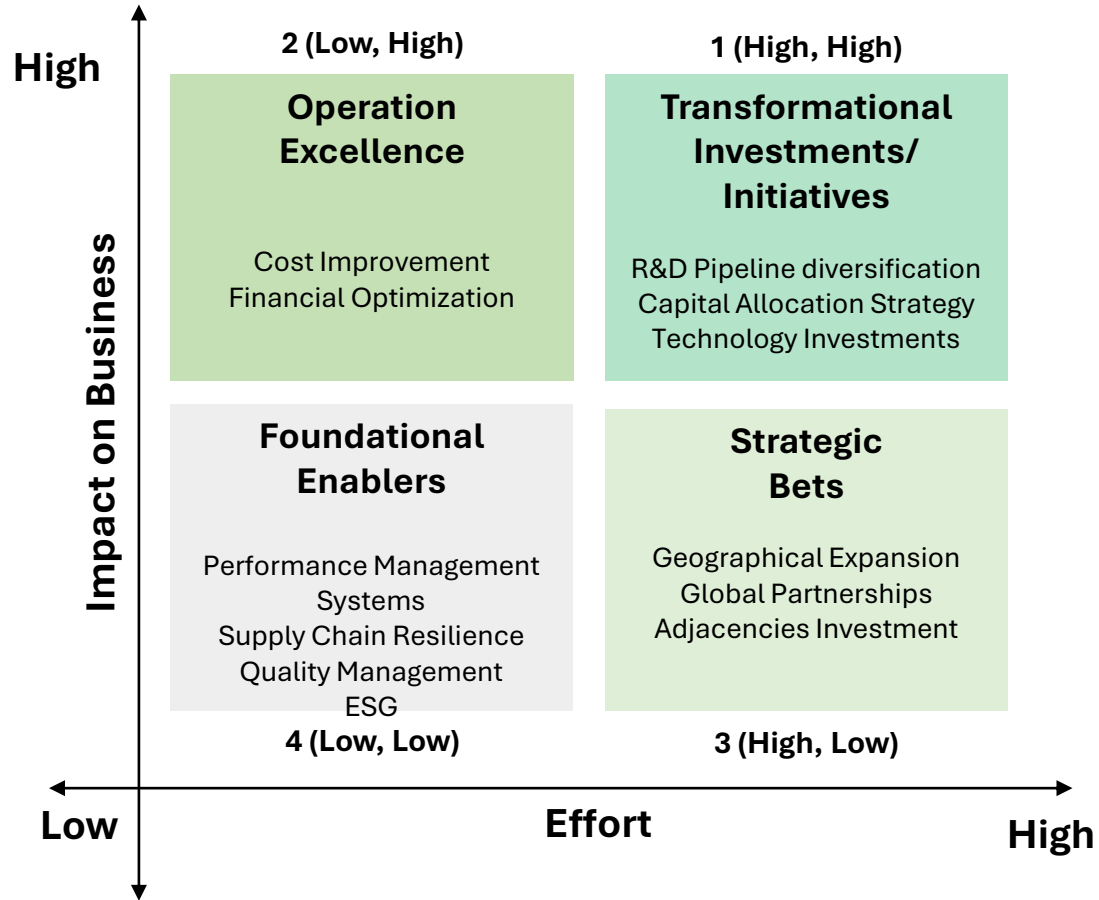 2 (Low, High)
1 (High, High)
High
Operation
Excellence
Cost Improvement
Financial Optimization
Transformational
Investments/
Initiatives
R&D Pipeline diversification
Capital Allocation Strategy
Technology Investments
Impact on Business
Foundational
Enablers
Performance Management
Systems
Supply Chain Resilience
Quality Management
ESG
4 (Low, Low)
Strategic
Bets
Geographical Expansion
Global Partnerships
Adjacencies Investment
3 (High, Low)
Low
Effort
High